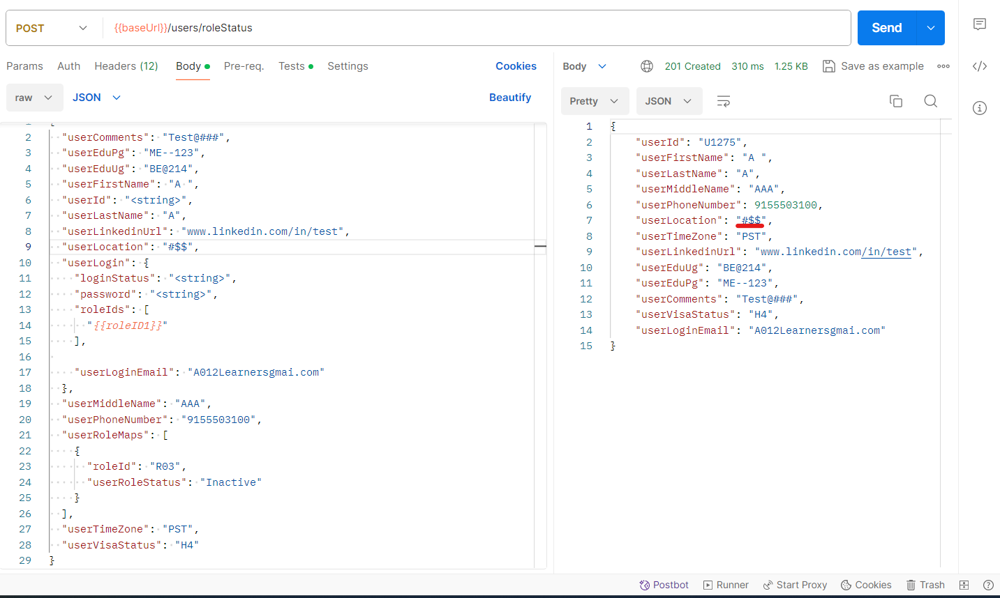 POST {{baseUrl}}/users/roleStatus Send
Params Auth Headers (12) Body Pre-req. Tests Settings Cookies
raw JSON Beautify
2 "userComments": "Test@###",
3 "userEduPg": "ME--123",
4 "userEduUg": "BE@214",
5 "userFirstName": "A ",
6 "userId": "<string>",
7 "userLastName": "A",
8 "userLinkedinUrl": "www.linkedin.com/in/test",
9 "userLocation": "#$$",
10 "userLogin": {
11 "loginStatus": "<string>",
12 "password": "<string>",
13 "roleIds": [
14 "{{roleID1}}"
15 ],
16
17 "userLoginEmail": "A012Learnersgmai.com"
18 },
19 "userMiddleName": "AAA",
20 "userPhoneNumber": "9155503100",
21 "userRoleMaps": [
22 {
23 "roleId": "R03",
24 "userRoleStatus": "Inactive"
25 }
26 ],
27 "userTimeZone": "PST",
28 "userVisaStatus": "H4"
29 }
Body 201 Created 310 ms 1.25 KB Save as example
Pretty JSON
1 {
2 "userId": "U1275",
3 "userFirstName": "A ",
4 "userLastName": "A",
5 "userMiddleName": "AAA",
6 "userPhoneNumber": 9155503100,
7 "userLocation": "#$$",
8 "userTimeZone": "PST",
9 "userLinkedinUrl": "www.linkedin.com/in/test",
10 "userEduUg": "BE@214",
11 "userEduPg": "ME--123",
12 "userComments": "Test@###",
13 "userVisaStatus": "H4",
14 "userLoginEmail": "A012Learnersgmai.com"
15 }
Postbot Runner Start Proxy Cookies Trash